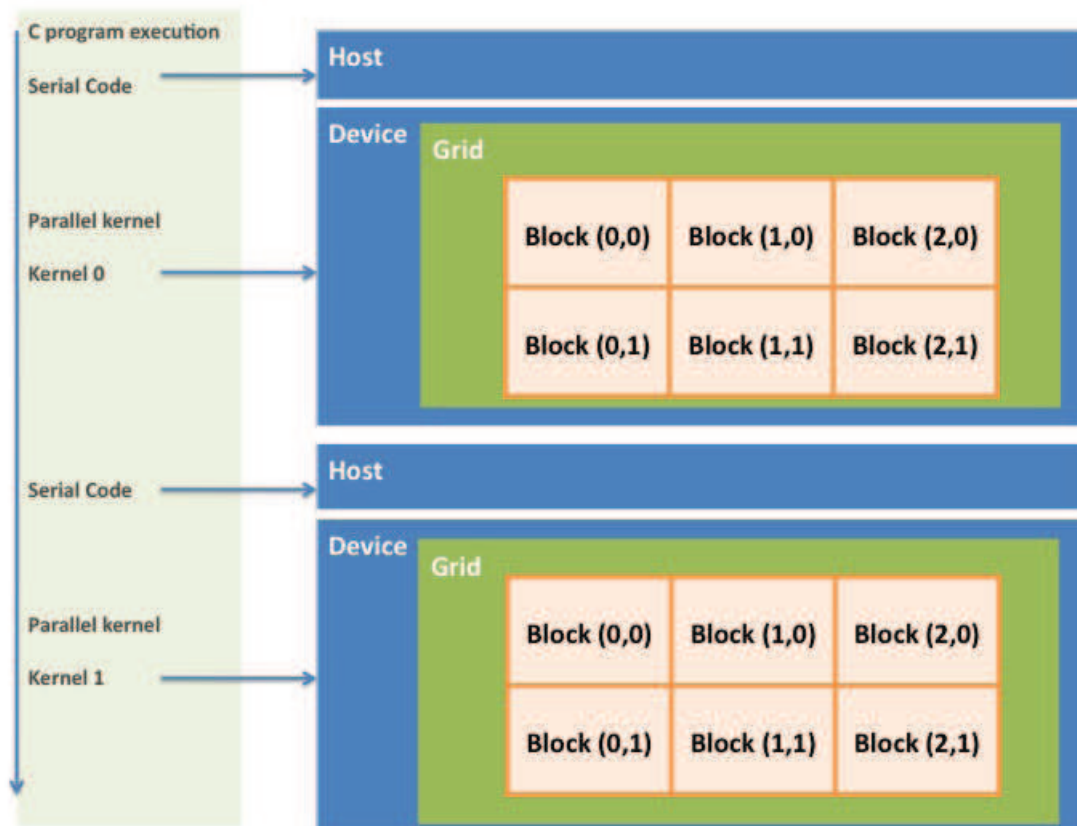 C program execution
Serial Code
Host
Device
Grid
Parallel kernel
Kernel 0
Block (0,0) Block (1,0) Block (2,0)
Block (0,1) Block (1,1) Block (2,1)
Serial Code
Host
Device
Grid
Parallel kernel
Kernel 1
Block (0,0) Block (1,0) Block (2,0)
Block (0,1) Block (1,1) Block (2,1)